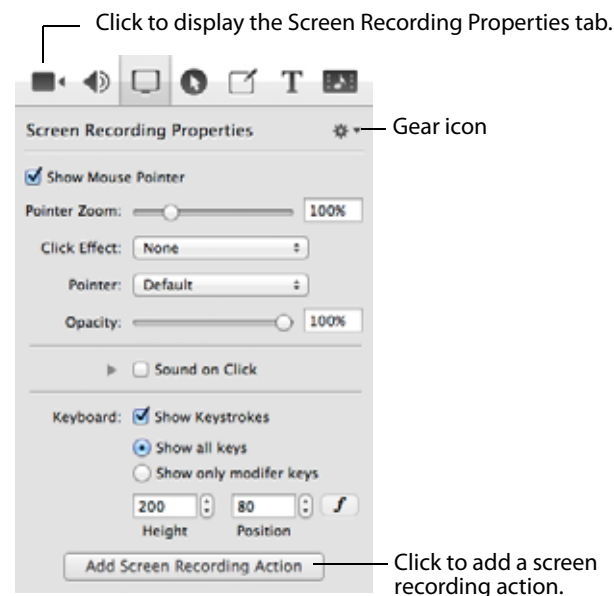 Click to display the Screen Recording Properties tab.
T
Screen Recording Properties
Gear icon
Show Mouse Pointer
Pointer Zoom: 100%
Click Effect: None
Pointer: Default
Opacity: 100%
Sound on Click
Keyboard: Show Keystrokes
Show all keys
Show only modifer keys
200 80 f
Height Position
Add Screen Recording Action
Click to add a screen
recording action.